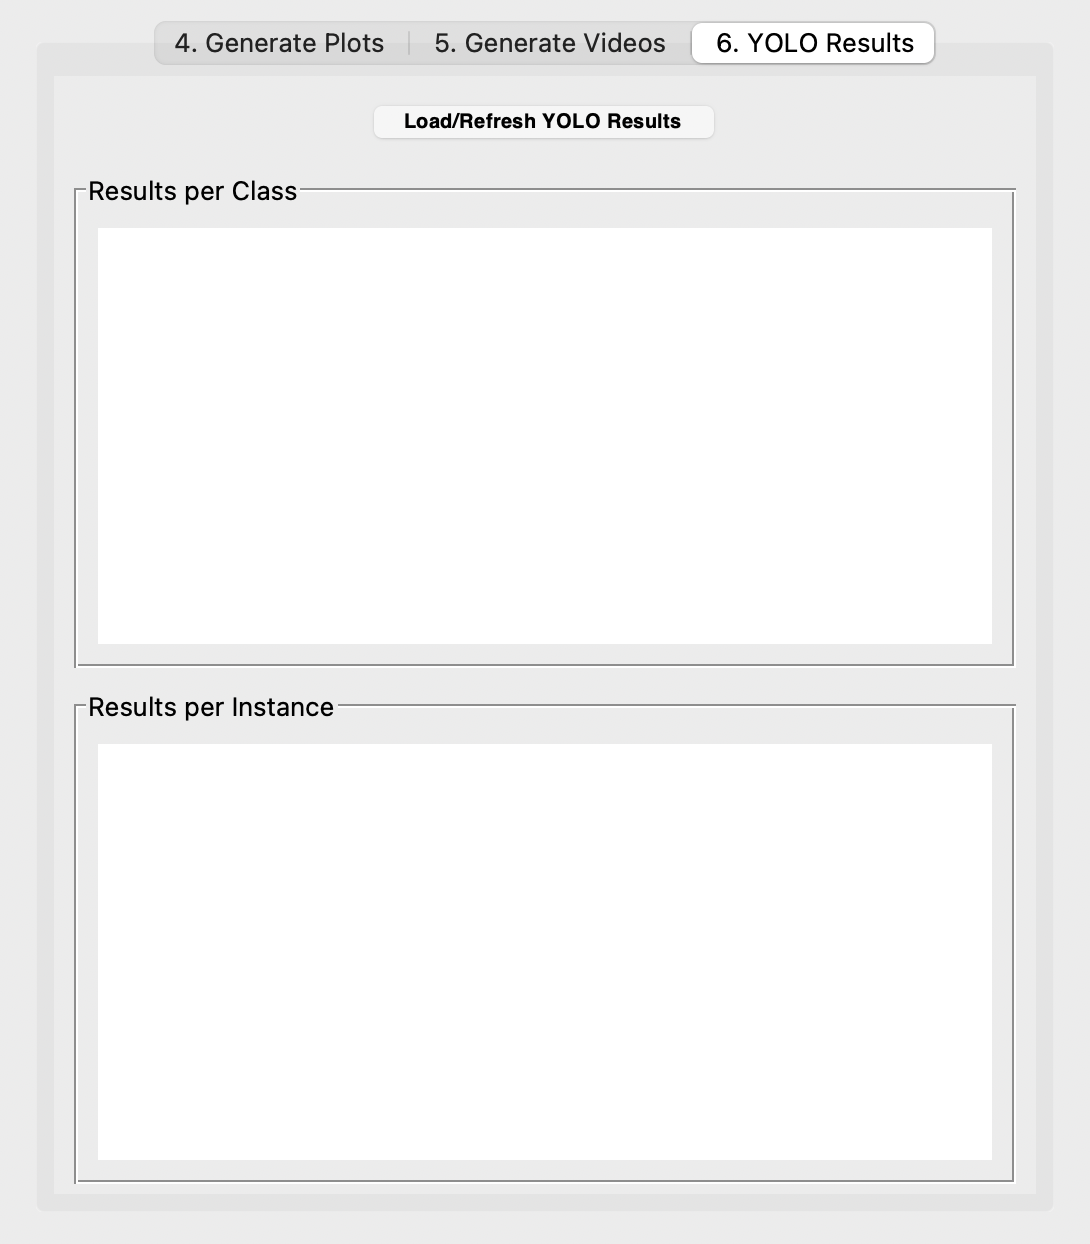 4. Generate Plots 5. Generate Videos 6. YOLO Results
Load/Refresh YOLO Results
Results per Class
Results per Instance